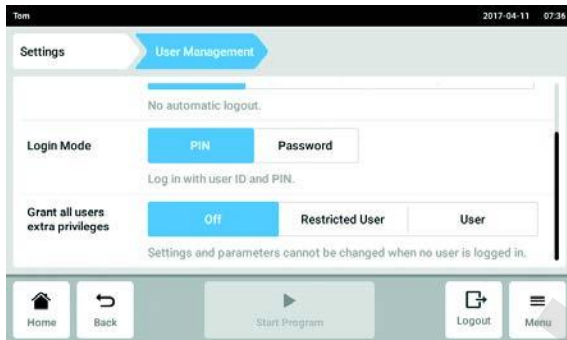 Tom 2017-04-11 07:36
Settings User Management
No automatic logout.
Login Mode PIN Password
Log in with user ID and PIN.
Grant all users
extra privileges
Off Restricted User User
Settings and parameters cannot be changed when no user is logged in.
Home Back Start Program Logout Menu